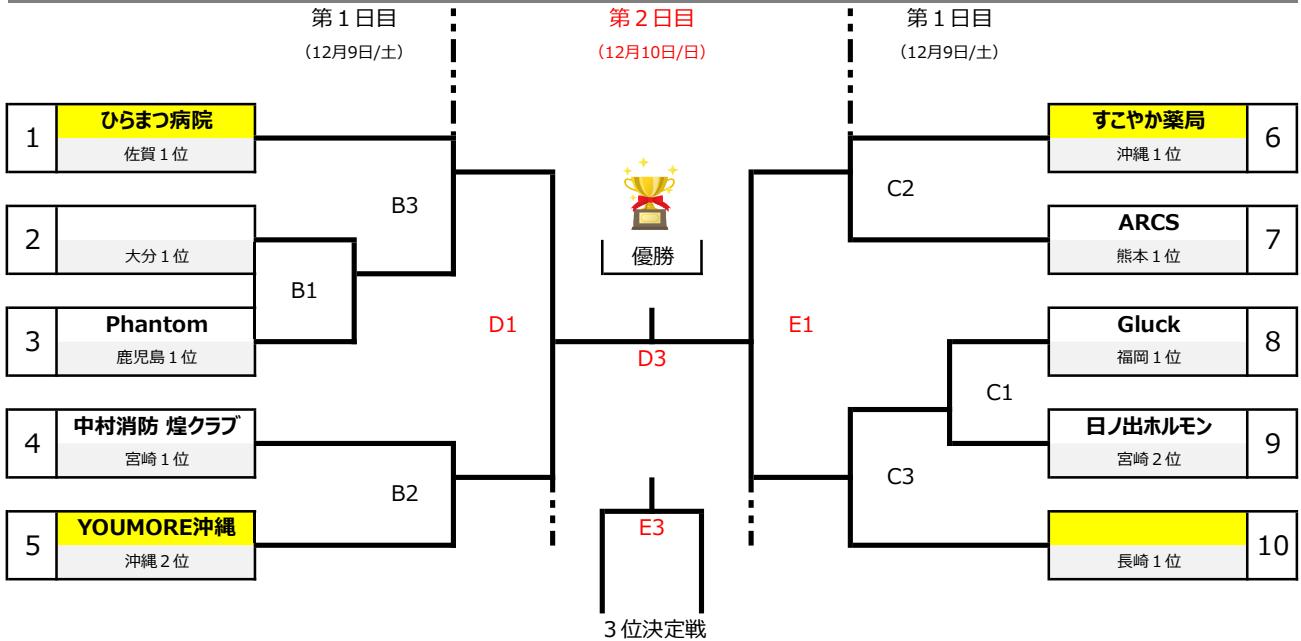 第１日目
(12月9日/土)
第２日目
(12月10日/日)
第１日目
(12月9日/土)
1
ひらまつ病院
佐賀１位
2
大分１位
3
Phantom
鹿児島１位
4
中村消防 煌クラブ
宮崎１位
5
YOUMORE沖縄
沖縄２位
B3
B1
B2
D1
優勝
D3
E3
３位決定戦
E1
C2
C1
C3
すこやか薬局
沖縄１位
6
ARCS
熊本１位
7
Gluck
福岡１位
8
日ノ出ホルモン
宮崎２位
9
長崎１位
10